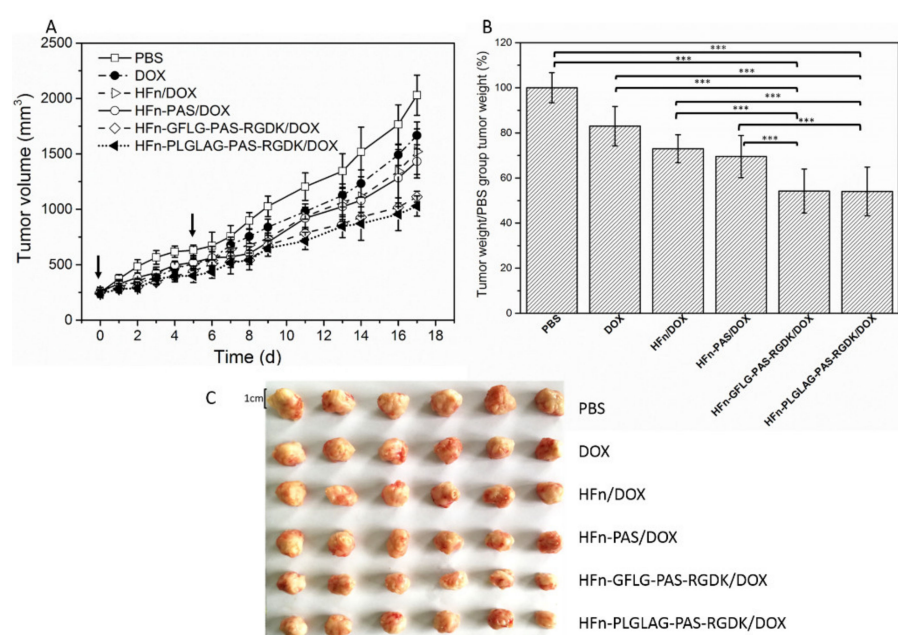 A
Tumor volume (mm³)
2500
2000
1500
1000
500
0
PBS
DOX
HFn/DOX
HFn-PAS/DOX
HFn-GFLG-PAS-RGDK/DOX
HFn-PLGLAG-PAS-RGDK/DOX
0 2 4 6 8 10 12 14 16 18
Time (d)
B
Tumor weight/PBS group tumor weight (%)
120
100
80
60
40
20
0
***
***
***
***
***
***
***
***
PBS
DOX
HFn/DOX
HFn-PAS/DOX
HFn-GFLG-PAS-RGDK/DOX
HFn-PLGLAG-PAS-RGDK/DOX
C
1cm
PBS
DOX
HFn/DOX
HFn-PAS/DOX
HFn-GFLG-PAS-RGDK/DOX
HFn-PLGLAG-PAS-RGDK/DOX